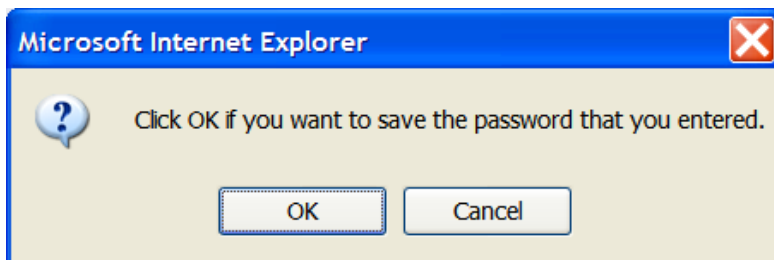 Microsoft Internet Explorer
Click OK if you want to save the password that you entered.
OK
Cancel